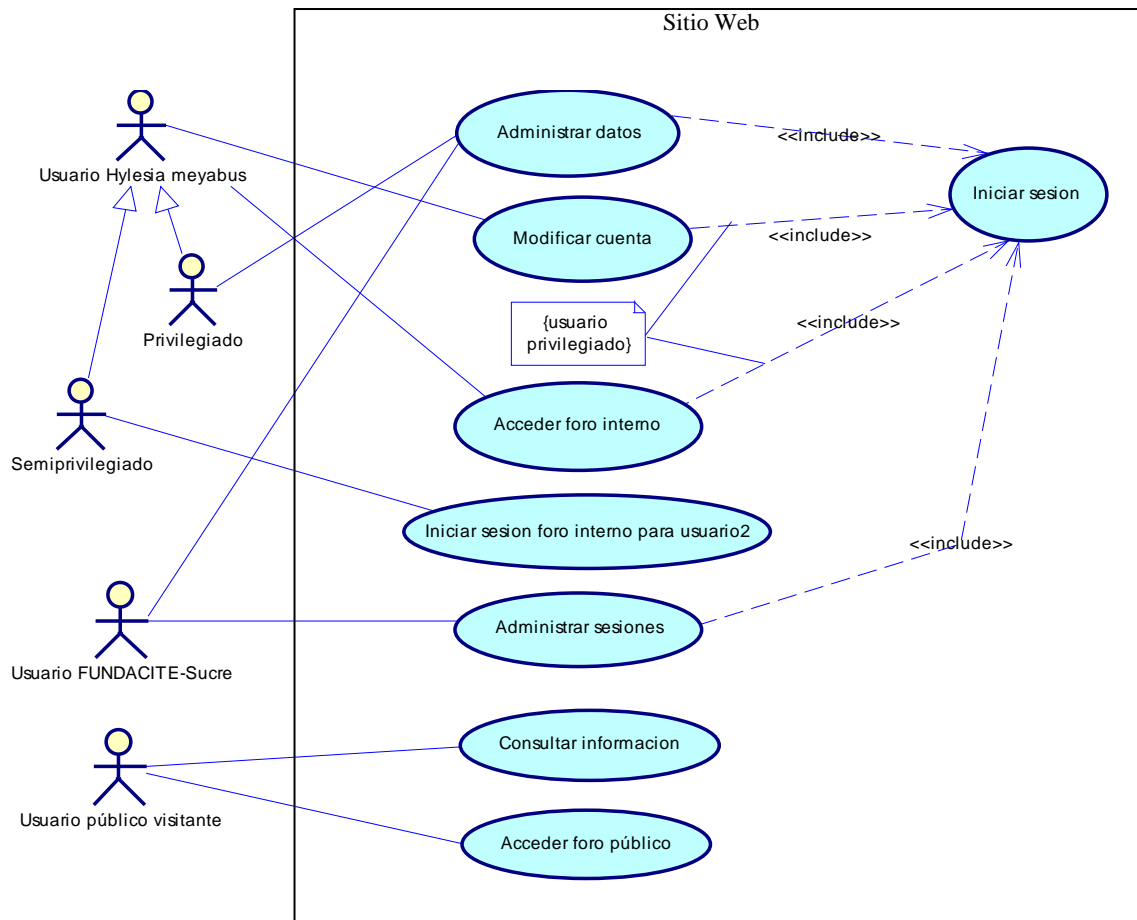 Sitio Web
Administrar datos
<<include>>
Usuario Hylesia meyabus
Iniciar sesion
Modificar cuenta
<<include>>
{usuario
privilegiado}
<<include>>
Privilegiado
Acceder foro interno
Semiprivilegiado
Iniciar sesion foro interno para usuario2
<<include>>
Administrar sesiones
Usuario FUNDACITE-Sucre
Consultar informacion
Usuario público visitante
Acceder foro público